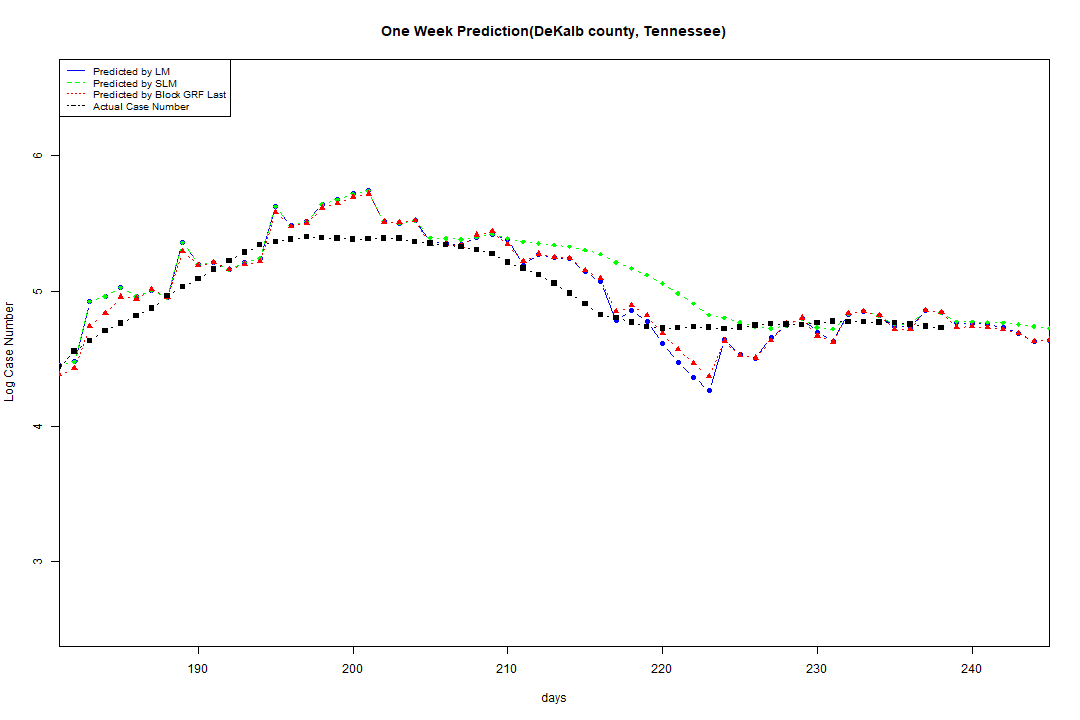 One Week Prediction(DeKalb county, Tennessee)
Predicted by LM
Predicted by SLM
Predicted by Block GRF Last
Actual Case Number
6
5
4
3
Log Case Number
190 200 210 220 230 240
days